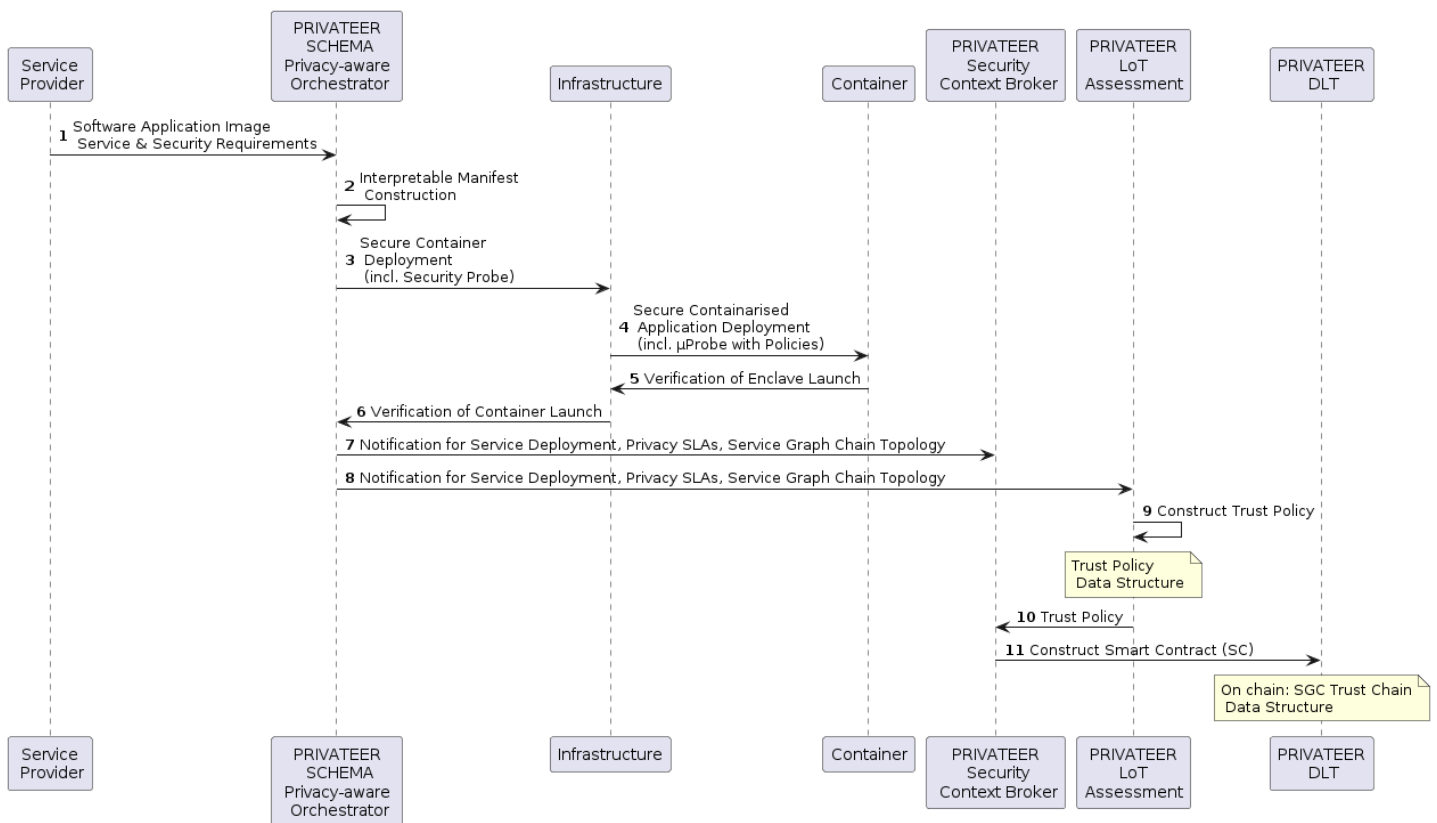 Service
Provider
PRIVATEER
SCHEMA
Privacy-aware
Orchestrator
Infrastructure
Container
PRIVATEER
Security
Context Broker
PRIVATEER
LoT
Assessment
PRIVATEER
DLT
1 Software Application Image
Service & Security Requirements
2 Interpretable Manifest
Construction
Secure Container
3 Deployment
(incl. Security Probe)
Secure Containarised
4 Application Deployment
(incl. µProbe with Policies)
5 Verification of Enclave Launch
6 Verification of Container Launch
7 Notification for Service Deployment, Privacy SLAs, Service Graph Chain Topology
8 Notification for Service Deployment, Privacy SLAs, Service Graph Chain Topology
9 Construct Trust Policy
Trust Policy
Data Structure
10 Trust Policy
11 Construct Smart Contract (SC)
On chain: SGC Trust Chain
Data Structure
Service
Provider
PRIVATEER
SCHEMA
Privacy-aware
Orchestrator
Infrastructure
Container
PRIVATEER
Security
Context Broker
PRIVATEER
LoT
Assessment
PRIVATEER
DLT